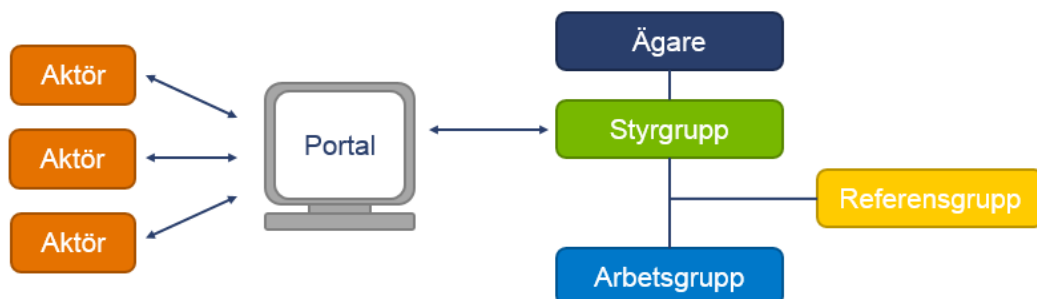 Aktör
Aktör
Aktör
Portal
Ägare
Styrgrupp
Referensgrupp
Arbetsgrupp